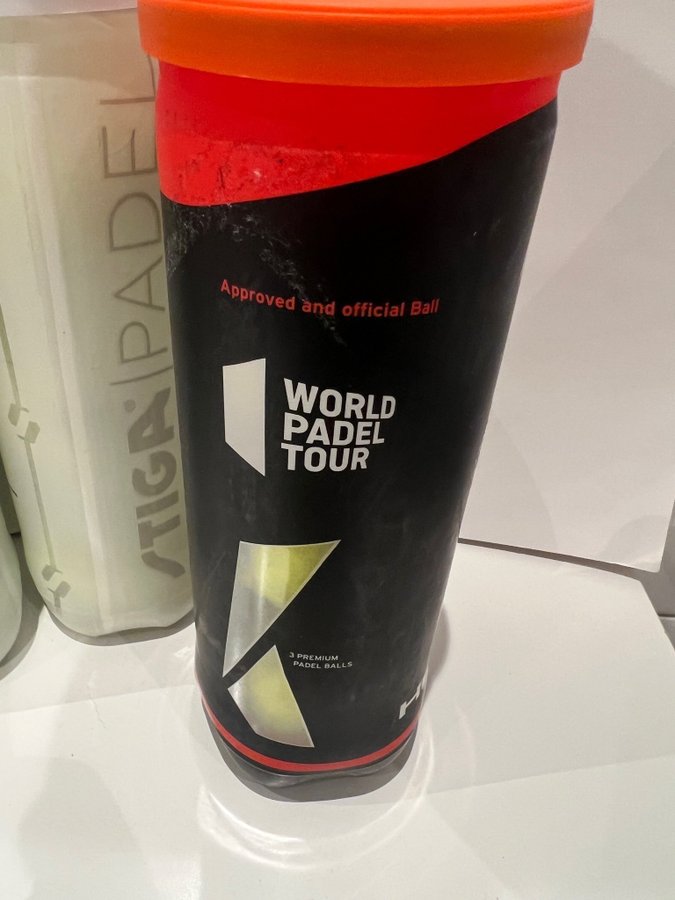 Approved and official Ball
WORLD
PADEL
TOUR
3 PREMIUM
PADEL BALLS
STIGA | PADEL